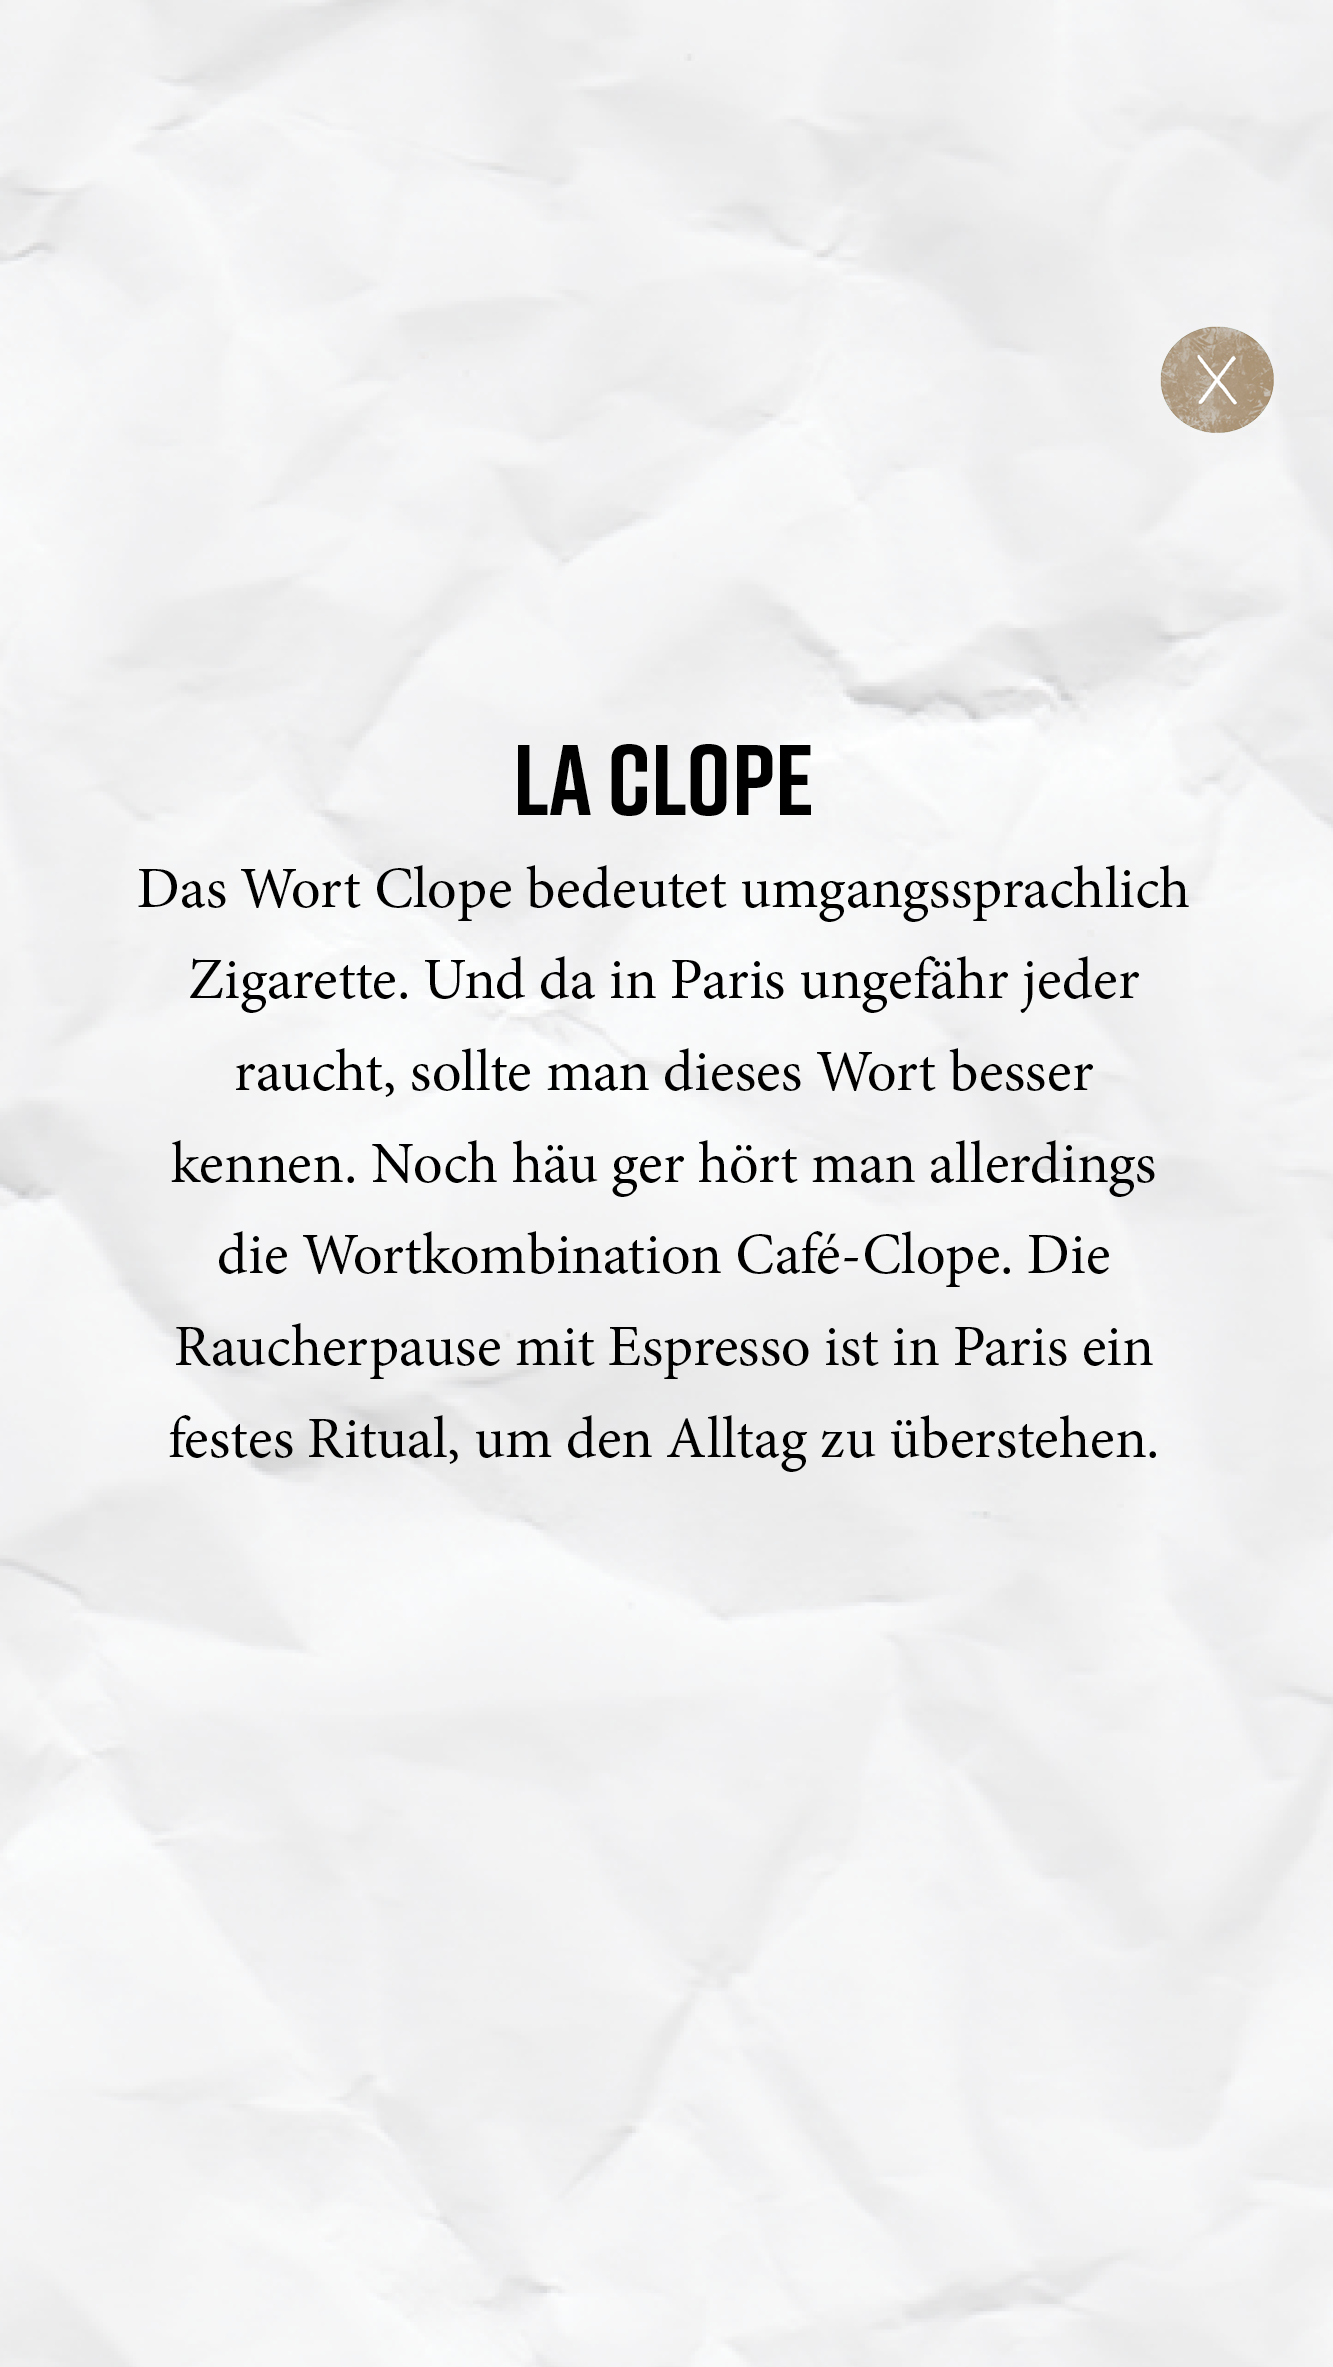 X
LA CLOPE
Das Wort Clope bedeutet umgangssprachlich
Zigarette. Und da in Paris ungefähr jeder
raucht, sollte man dieses Wort besser
kennen. Noch häu ger hört man allerdings
die Wortkombination Café-Clope. Die
Raucherpause mit Espresso ist in Paris ein
festes Ritual, um den Alltag zu überstehen.